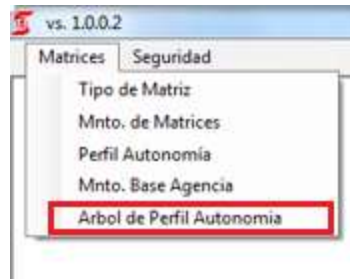 vs. 1.0.0.2
Matrices Seguridad
Tipo de Matriz
Mnto. de Matrices
Perfil Autonomía
Mnto. Base Agencia
Arbol de Perfil Autonomia